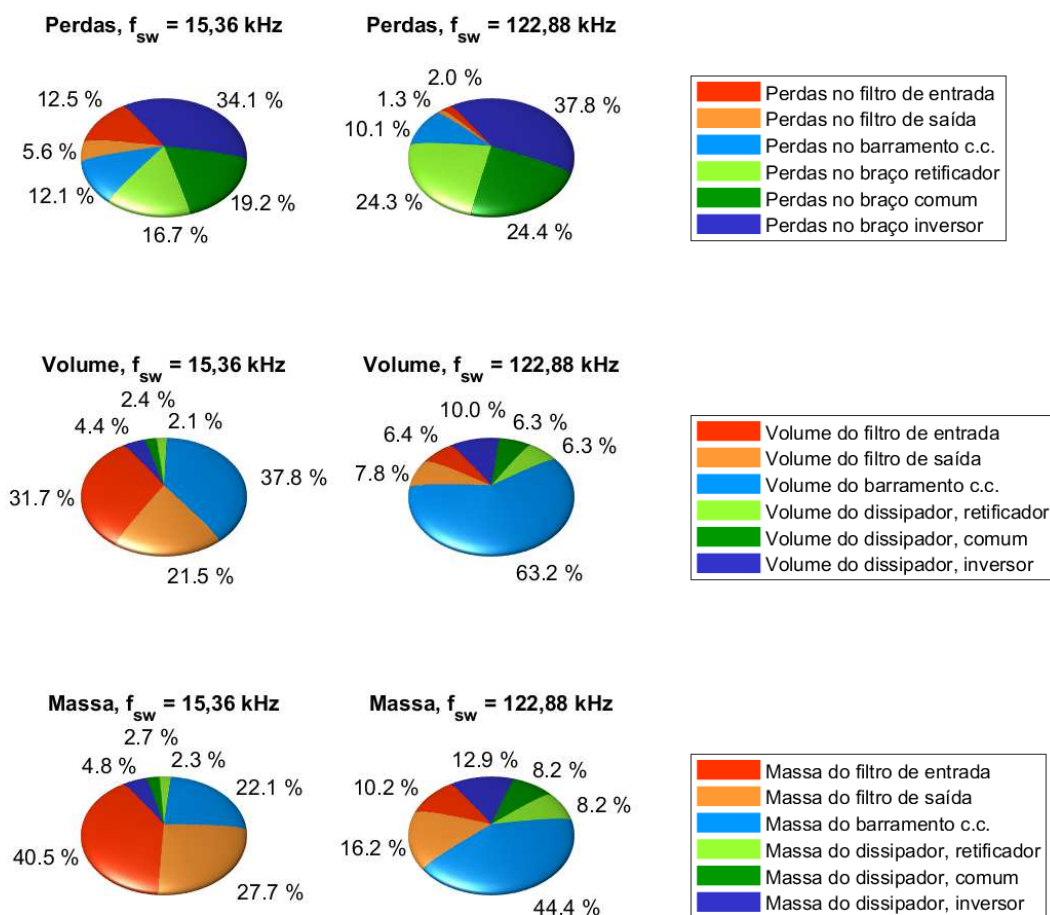 Perdas, fsw = 15,36 kHz
Perdas, fsw = 122,88 kHz
12.5 %
34.1 %
5.6 %
12.1 %
16.7 %
19.2 %
2.0 %
1.3 %
37.8 %
10.1 %
24.3 %
24.4 %
Perdas no filtro de entrada
Perdas no filtro de saída
Perdas no barramento c.c.
Perdas no braço retificador
Perdas no braço comum
Perdas no braço inversor
Volume, fsw = 15,36 kHz
Volume, fsw = 122,88 kHz
2.4 %
2.1 %
4.4 %
37.8 %
31.7 %
21.5 %
10.0 %
6.3 %
6.4 %
6.3 %
7.8 %
63.2 %
Volume do filtro de entrada
Volume do filtro de saída
Volume do barramento c.c.
Volume do dissipador, retificador
Volume do dissipador, comum
Volume do dissipador, inversor
Massa, fsw = 15,36 kHz
Massa, fsw = 122,88 kHz
2.7 %
2.3 %
4.8 %
22.1 %
40.5 %
27.7 %
12.9 %
8.2 %
10.2 %
8.2 %
16.2 %
44.4 %
Massa do filtro de entrada
Massa do filtro de saída
Massa do barramento c.c.
Massa do dissipador, retificador
Massa do dissipador, comum
Massa do dissipador, inversor